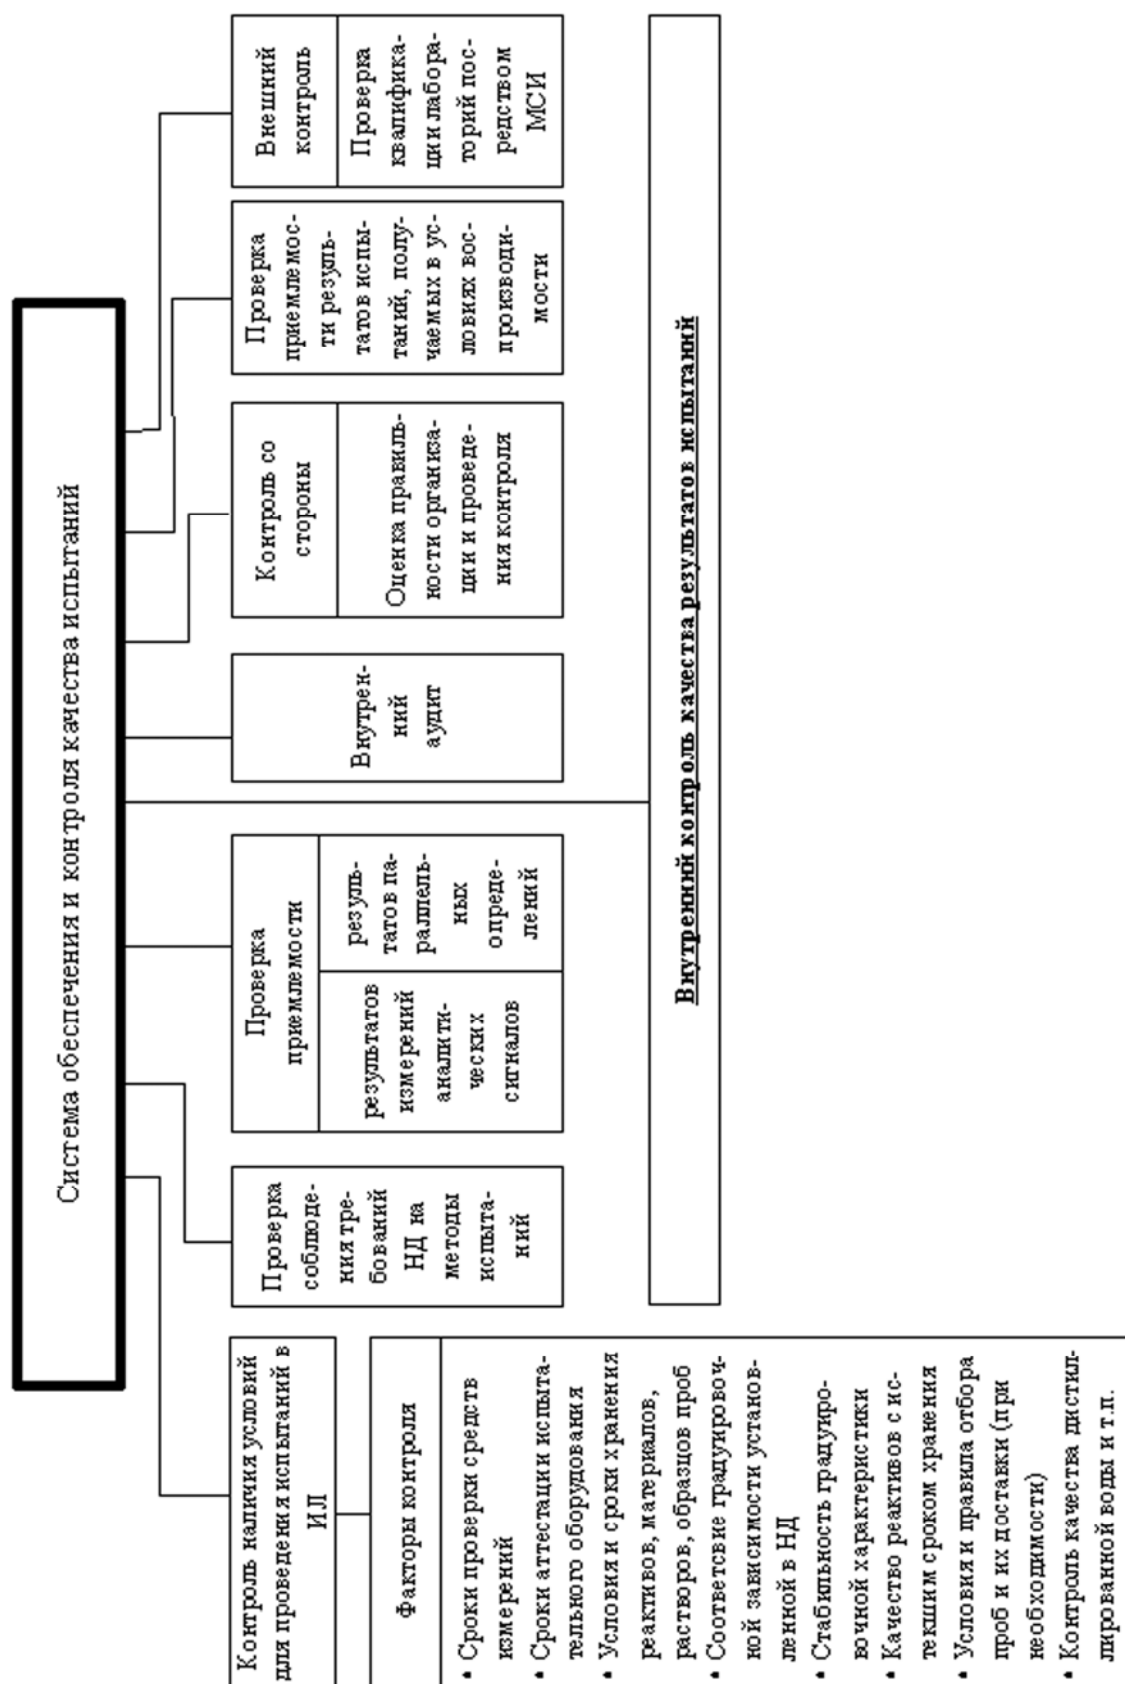 Система обеспечения и контроля качества испытаний
Контроль наличия условий
для проведения испытаний в
ИЛ
Факторы контроля
• Сроки проверки средств
измерений
• Сроки аттестации испыта-
тельного оборудования
• Условия и сроки хранения
реактивов, материалов,
растворов, образцов проб
• Соответсвие градуировоч-
ной зависимости установ-
ленной в НД
• Стабильность градуиро-
вочной характеристики
• Качество реактивов с ис-
текшим сроком хранения
• Условия и правила отбора
проб и их доставки (при
необходимости)
• Контроль качества дистил-
лированной воды и т.п.
Проверка
соблюде-
ния тре-
бований
НД на
методы
испыта-
ний
Проверка
приемлемости
результатов
измерений
аналити-
ческих
сигналов
резуль-
татов па-
раллель-
ных
опреде-
лений
Внутрен-
ний
аудит
Контроль со
стороны
Оценка правиль-
ности организа-
ции и проведе-
ния контроля
Проверка
приемлемос-
ти резуль-
татов испы-
таний, полу-
чаемых в ус-
ловиях вос-
производи-
мости
Внешний
контроль
Проверка
квалифика-
ции лабора-
торий пос-
редством
МСИ
Внутренний контроль качества результатов испытаний